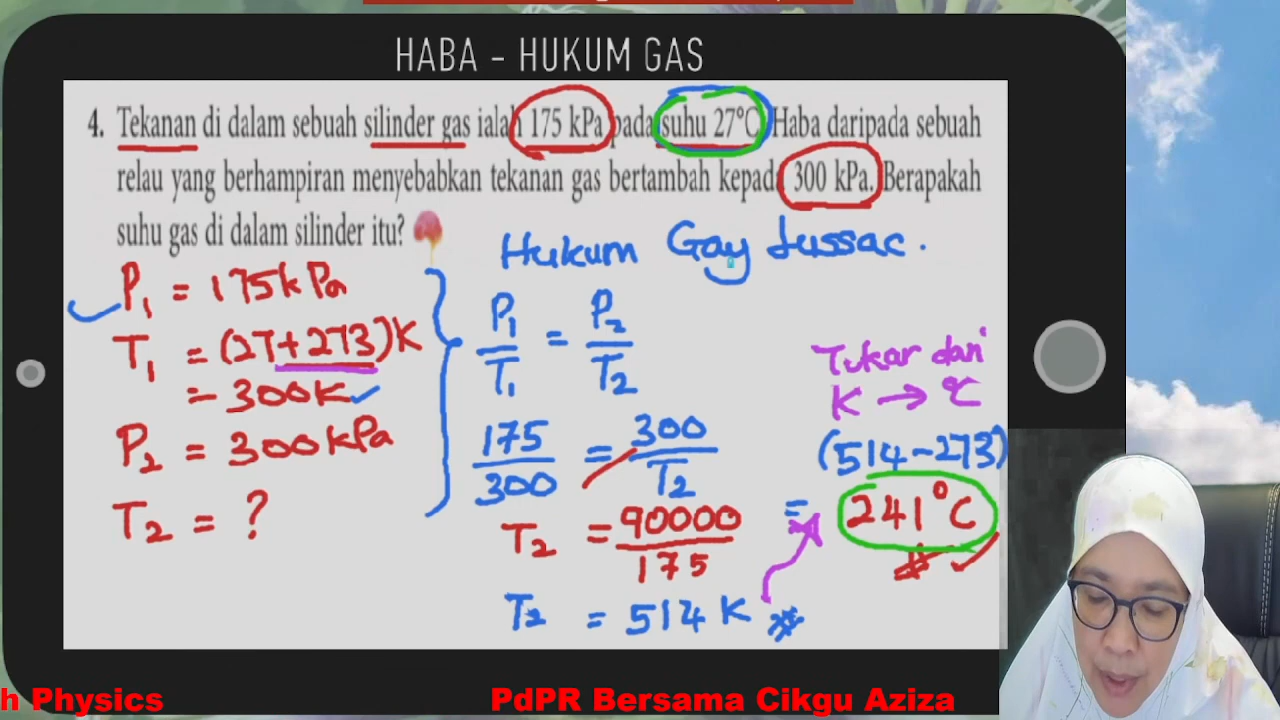 HABA - HUKUM GAS
4. Tekanan di dalam sebuah silinder gas ialah 175 kPa pada suhu 27°C. Haba daripada sebuah
relau yang berhampiran menyebabkan tekanan gas bertambah kepada 300 kPa. Berapakah
suhu gas di dalam silinder itu?
Hukum Gay Lussac.
P₁ = 175 kPa
T₁ = (27+273)K
= 300K
P₂ = 300 kPa
T₂ = ?
P₁/T₁ = P₂/T₂
175/300 = 300/T₂
T₂ = 90000/175
T₂ = 514 K
Tukar dari
K → °C
(514-273)
= 241°C
h Physics
PdPR Bersama Cikgu Aziza